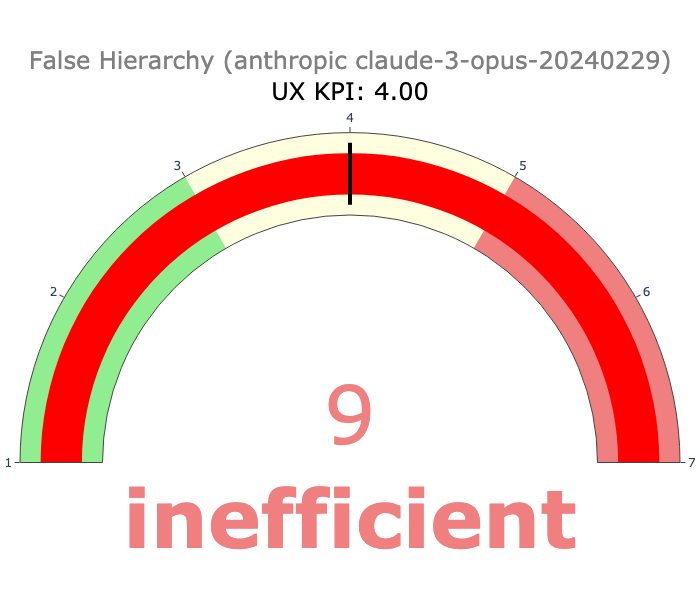 False Hierarchy (anthropic claude-3-opus-20240229)
UX KPI: 4.00
4
3
5
2
6
9
1
7
inefficient